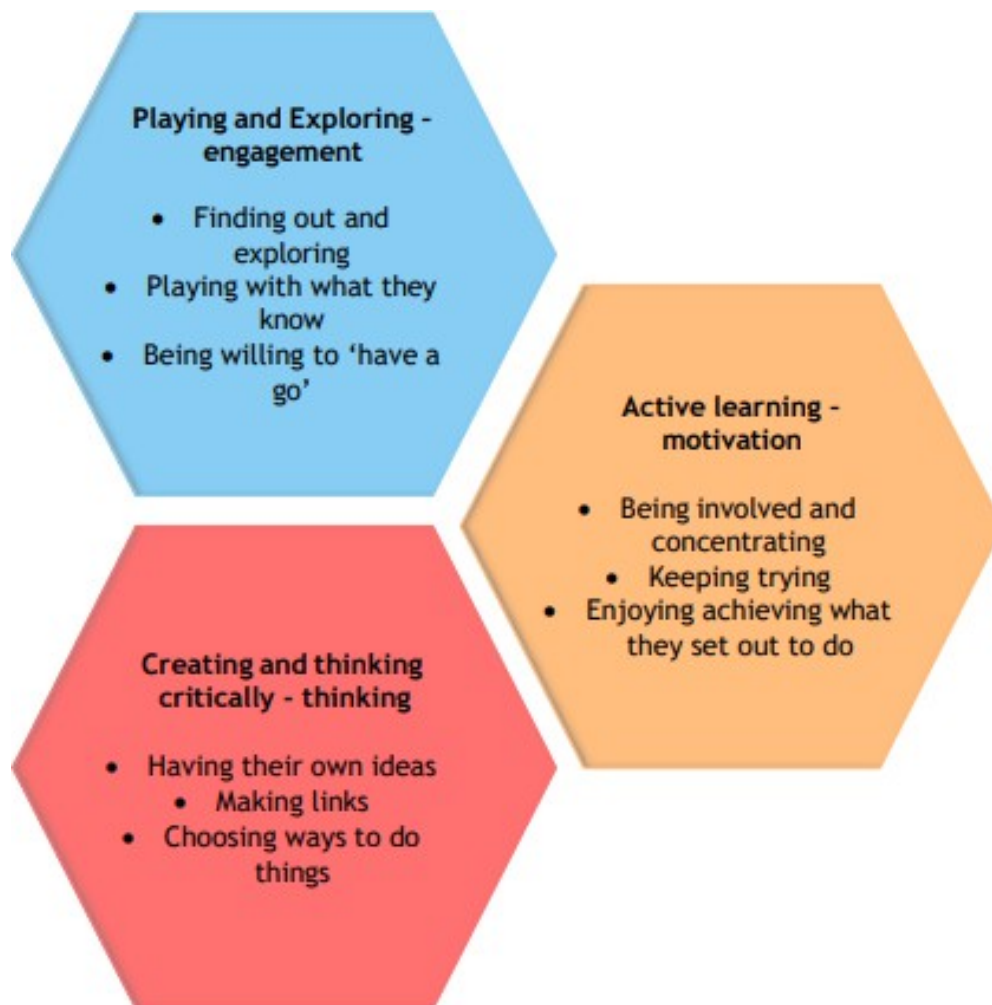 Playing and Exploring –
engagement
• Finding out and
exploring
• Playing with what they
know
• Being willing to ‘have a
go’
Active learning –
motivation
• Being involved and
concentrating
• Keeping trying
• Enjoying achieving what
they set out to do
Creating and thinking
critically – thinking
• Having their own ideas
• Making links
• Choosing ways to do
things